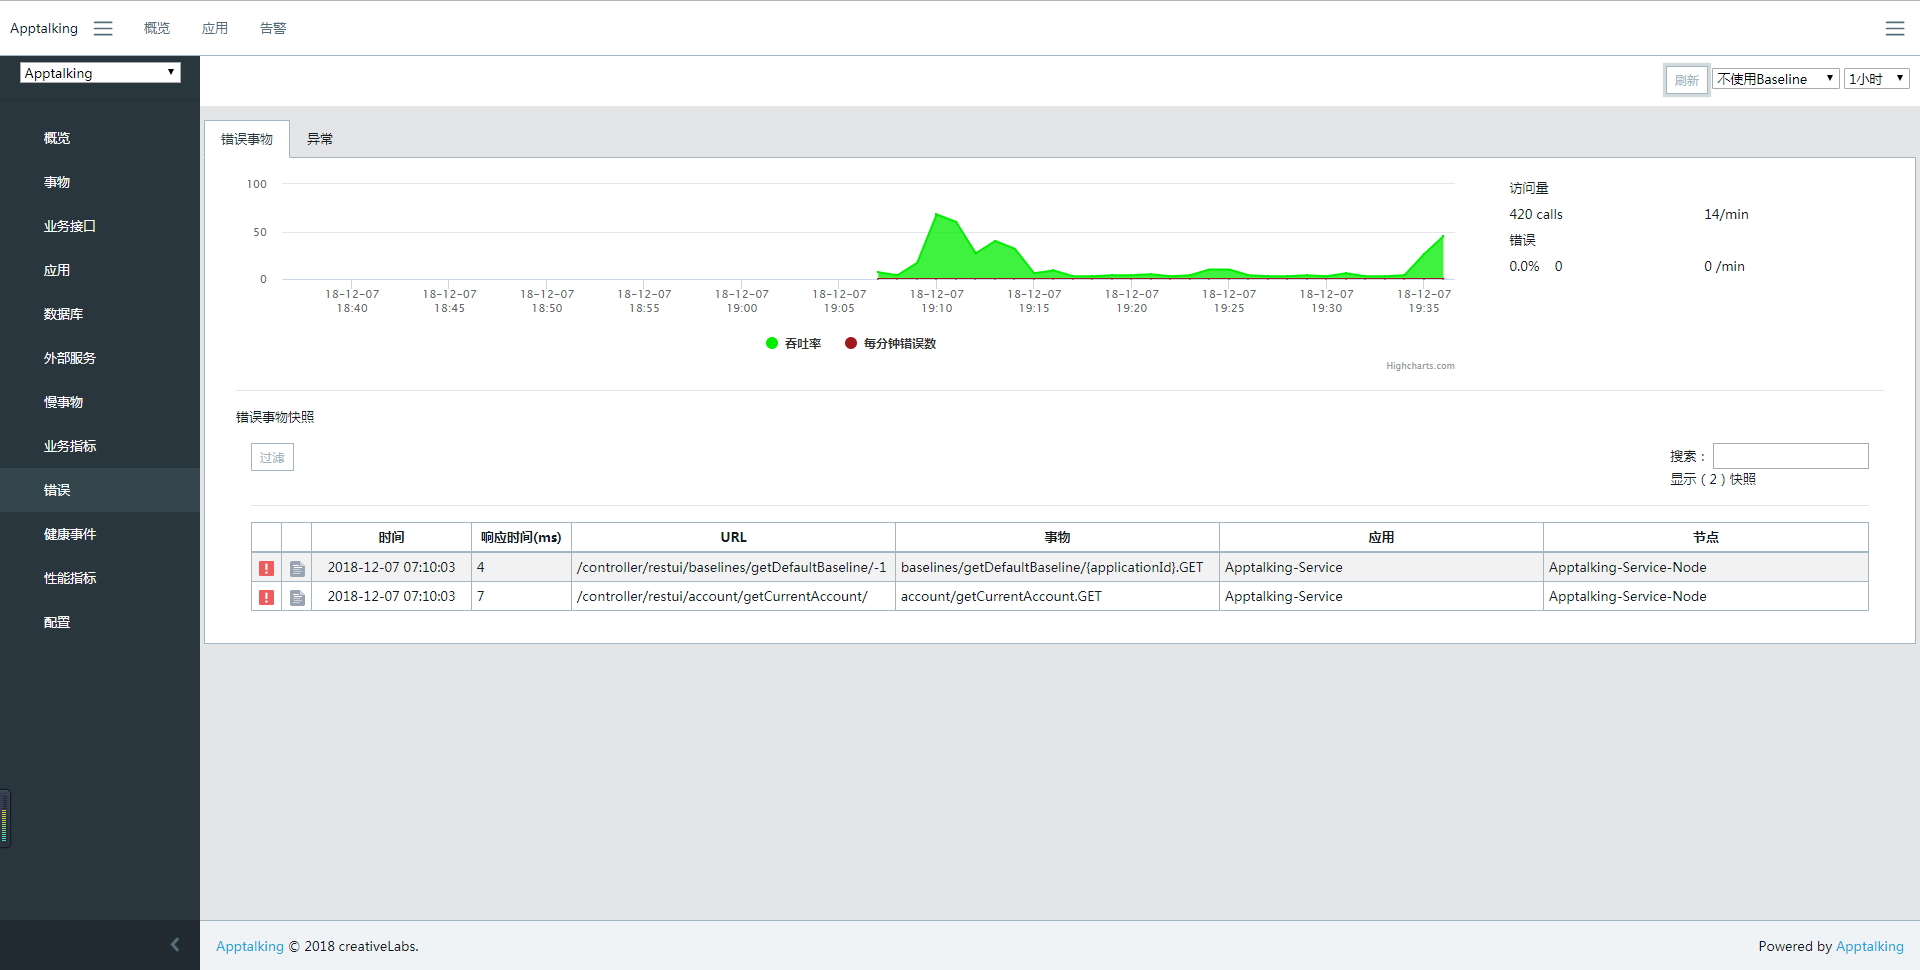 Apptalking 概览 应用 告警
Apptalking
刷新 不使用Baseline 1小时
概览
事物
业务接口
应用
数据库
外部服务
慢事物
业务指标
错误
健康事件
性能指标
配置
错误事物 异常
100
50
0
18-12-07 18:40
18-12-07 18:45
18-12-07 18:50
18-12-07 18:55
18-12-07 19:00
18-12-07 19:05
18-12-07 19:10
18-12-07 19:15
18-12-07 19:20
18-12-07 19:25
18-12-07 19:30
18-12-07 19:35
吞吐率 每分钟错误数
Highcharts.com
访问量
420 calls 14/min
错误
0.0% 0 0 /min
错误事物快照
过滤
搜索：
显示 ( 2 ) 快照
时间 响应时间(ms) URL 事物 应用 节点
2018-12-07 07:10:03 4 /controller/restui/baselines/getDefaultBaseline/-1 baselines/getDefaultBaseline/{applicationId}.GET Apptalking-Service Apptalking-Service-Node
2018-12-07 07:10:03 7 /controller/restui/account/getCurrentAccount/ account/getCurrentAccount.GET Apptalking-Service Apptalking-Service-Node
Apptalking © 2018 creativeLabs. Powered by Apptalking